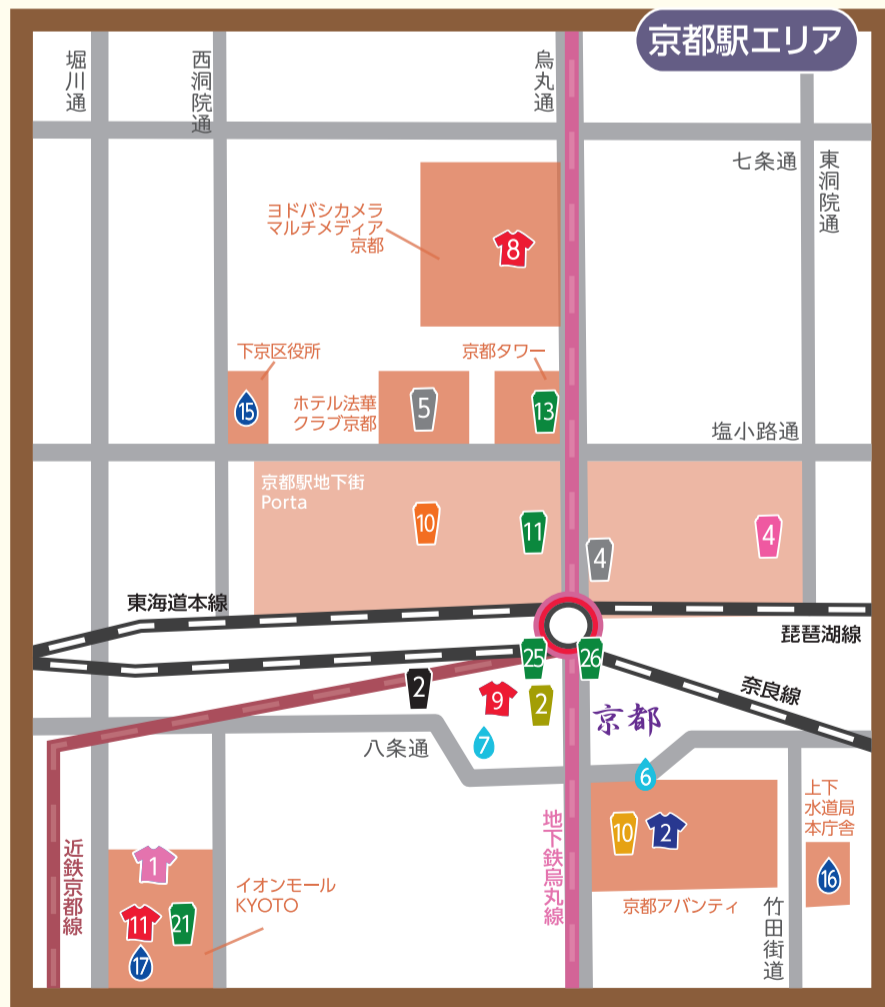 京都駅エリア
堀川通
西洞院通
烏丸通
七条通
東洞院通
ヨドバシカメラ
マルチメディア
京都
8
下京区役所
京都タワー
15
ホテル法華
クラブ京都
5
13
塩小路通
京都駅地下街
Porta
10
11
4
4
東海道本線
琵琶湖線
25
26
2
9
2
京都
奈良線
7
八条通
6
近鉄京都線
地下鉄烏丸線
10
2
上下
水道局
本庁舎
16
1
11
21
17
イオンモール
KYOTO
京都アバンティ
竹田街道